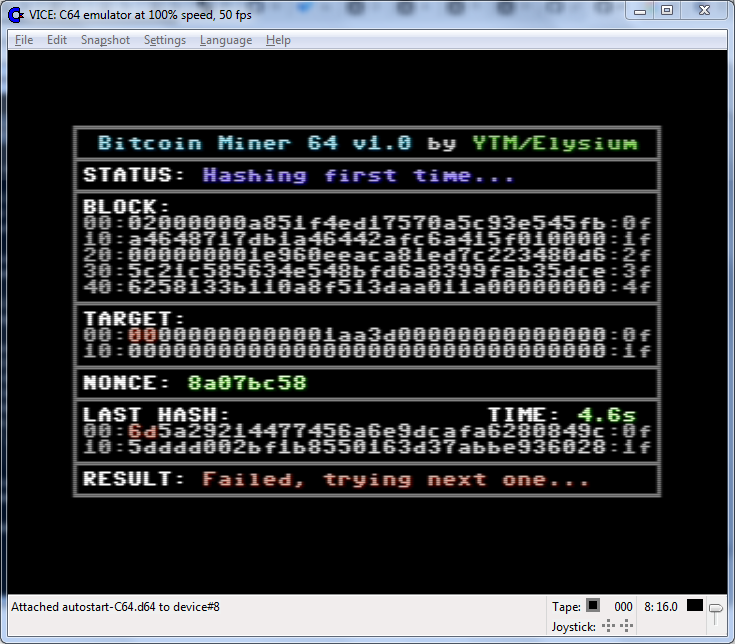 VICE: C64 emulator at 100% speed, 50 fps
File Edit Snapshot Settings Language Help
Bitcoin Miner 64 v1.0 by YTM/Elysium
STATUS: Hashing first time...
BLOCK:
00:02000000a851f4ed17570a5c93e545fb:0f
10:a4648717db1a46442afc6a415f010000:1f
20:000000001e960eeaca81ed7c223480d6:2f
30:5c21c585634e548bfd6a8399fab35dce:3f
40:6258133b110a8f513daa011a00000000:4f
TARGET:
00:00000000000001aa3d00000000000000:0f
10:00000000000000000000000000000000:1f
NONCE: 8a07bc58
LAST HASH: TIME: 4.6s
00:6d5a29214477456a6e9dcafa6280849c:0f
10:5dddd002bf1b8550163d37abbe936028:1f
RESULT: Failed, trying next one...
Attached autostart-C64.d64 to device#8
Tape: 000 8: 16.0
Joystick: